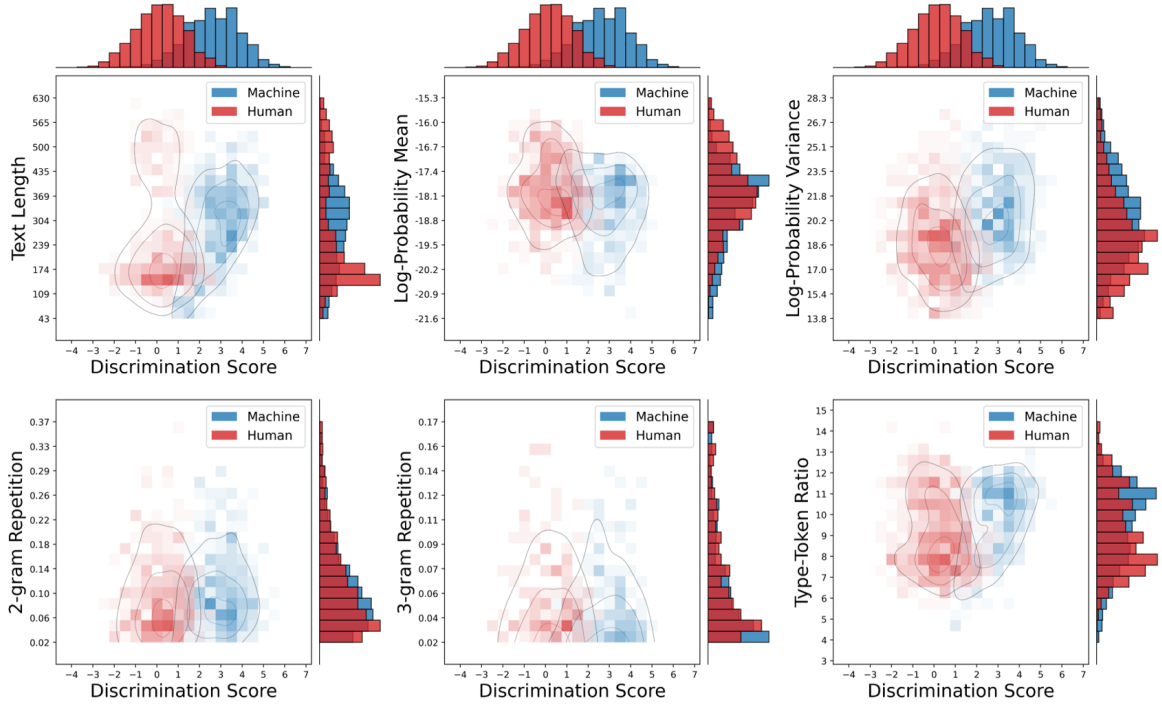 Machine
Human
Text Length
630
565
500
435
369
304
239
174
109
43
−4 −3 −2 −1 0 1 2 3 4 5 6 7
Discrimination Score
Machine
Human
Log-Probability Mean
-15.3
-16.0
-16.7
-17.4
-18.1
-18.8
-19.5
-20.2
-20.9
-21.6
−4 −3 −2 −1 0 1 2 3 4 5 6 7
Discrimination Score
Machine
Human
Log-Probability Variance
28.3
26.7
25.1
23.5
21.8
20.2
18.6
17.0
15.4
13.8
−4 −3 −2 −1 0 1 2 3 4 5 6 7
Discrimination Score
Machine
Human
2-gram Repetition
0.37
0.33
0.29
0.26
0.22
0.18
0.14
0.10
0.06
0.02
−4 −3 −2 −1 0 1 2 3 4 5 6 7
Discrimination Score
Machine
Human
3-gram Repetition
0.17
0.16
0.14
0.12
0.11
0.09
0.07
0.06
0.04
0.02
−4 −3 −2 −1 0 1 2 3 4 5 6 7
Discrimination Score
Machine
Human
Type-Token Ratio
15
14
13
12
11
10
9
8
7
6
5
4
3
−4 −3 −2 −1 0 1 2 3 4 5 6 7
Discrimination Score